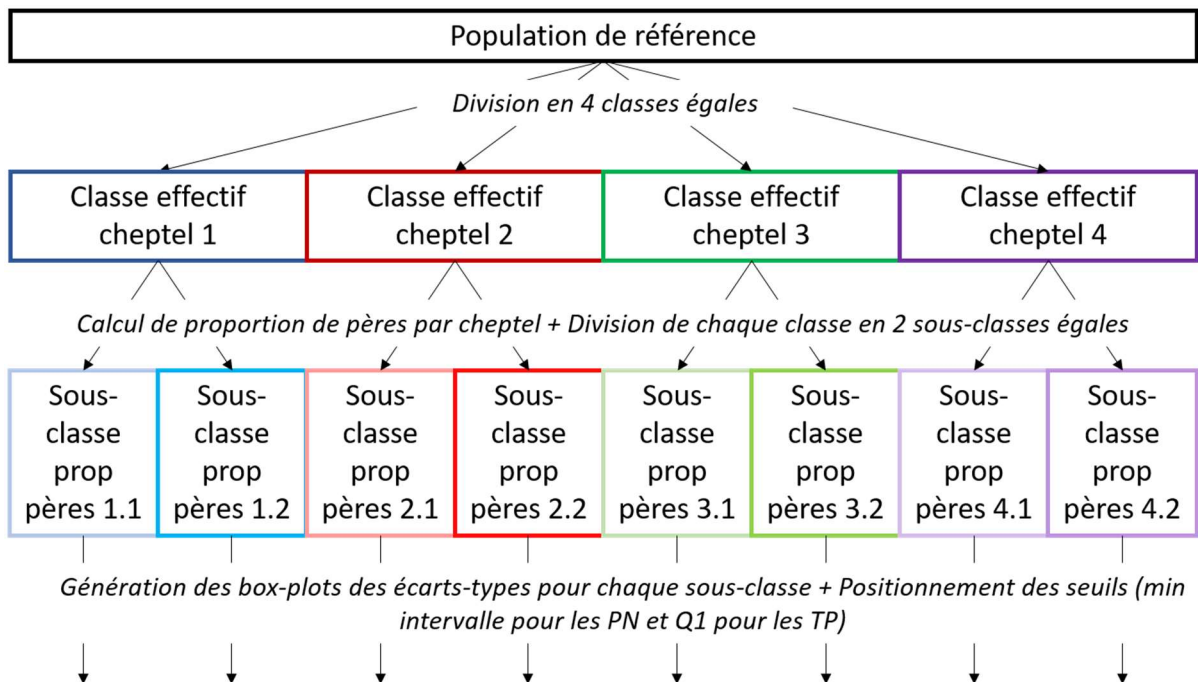 Population de référence
Division en 4 classes égales
Classe effectif
cheptel 1
Classe effectif
cheptel 2
Classe effectif
cheptel 3
Classe effectif
cheptel 4
Calcul de proportion de pères par cheptel + Division de chaque classe en 2 sous-classes égales
Sous-
classe
prop
pères 1.1
Sous-
classe
prop
pères 1.2
Sous-
classe
prop
pères 2.1
Sous-
classe
prop
pères 2.2
Sous-
classe
prop
pères 3.1
Sous-
classe
prop
pères 3.2
Sous-
classe
prop
pères 4.1
Sous-
classe
prop
pères 4.2
Génération des box-plots des écarts-types pour chaque sous-classe + Positionnement des seuils (min
intervalle pour les PN et Q1 pour les TP)